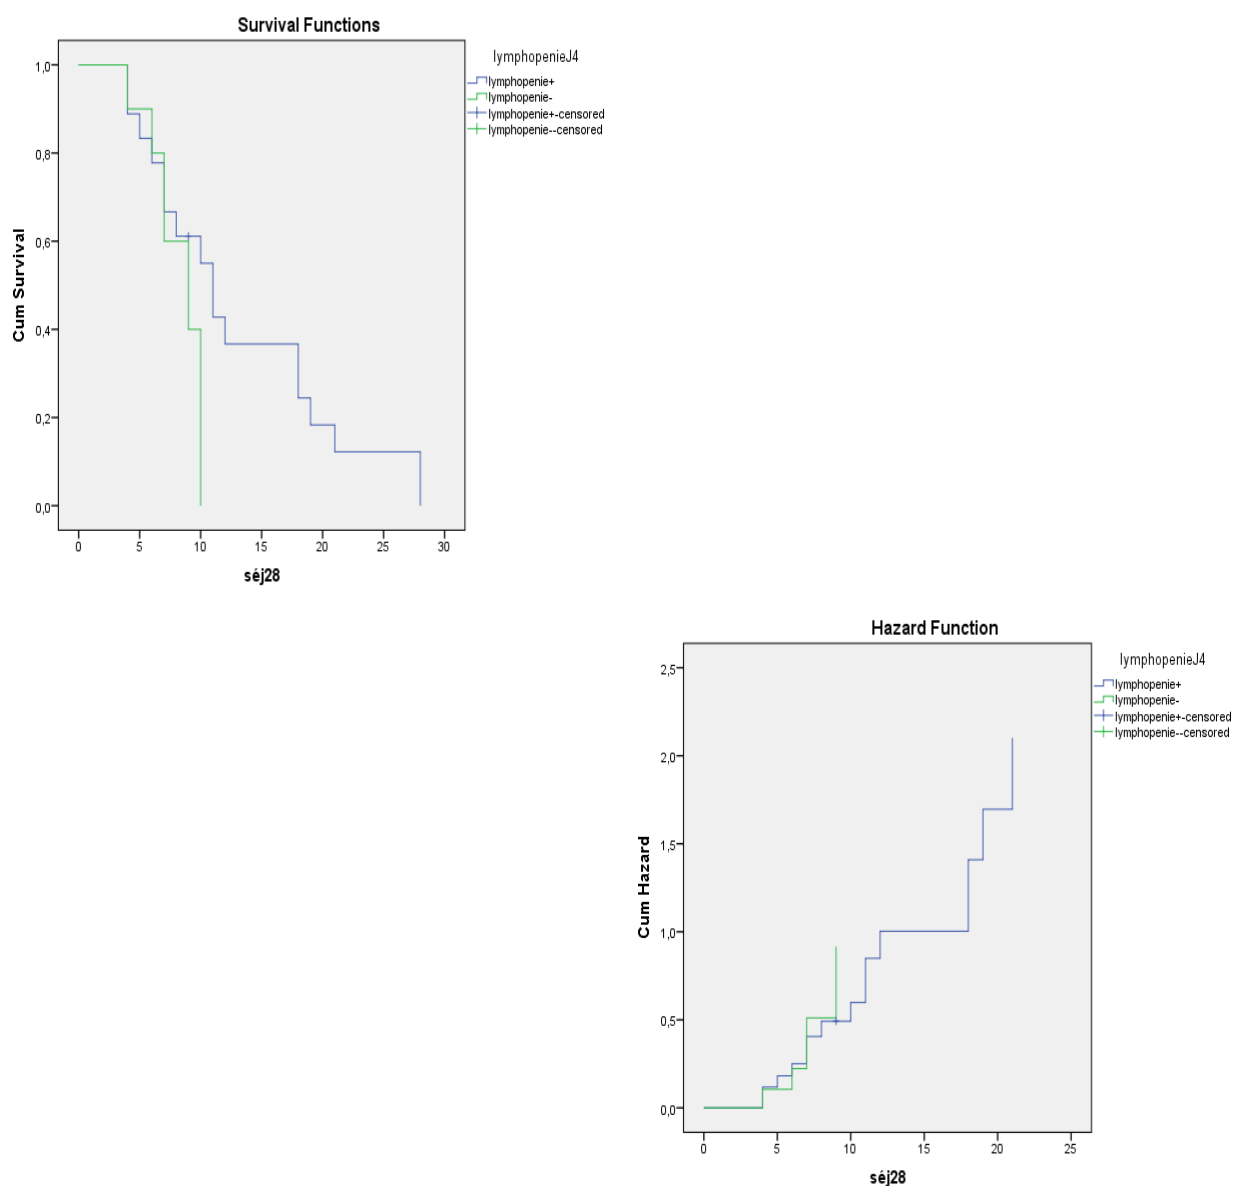 Survival Functions
lymphopenieJ4
lymphopenie+
lymphopenie-
lymphopenie+-censored
lymphopenie--censored
1,0
0,8
0,6
0,4
0,2
0,0
Cum Survival
0 5 10 15 20 25 30
séj28
Hazard Function
lymphopenieJ4
lymphopenie+
lymphopenie-
lymphopenie+-censored
lymphopenie--censored
2,5
2,0
1,5
1,0
0,5
0,0
Cum Hazard
0 5 10 15 20 25
séj28